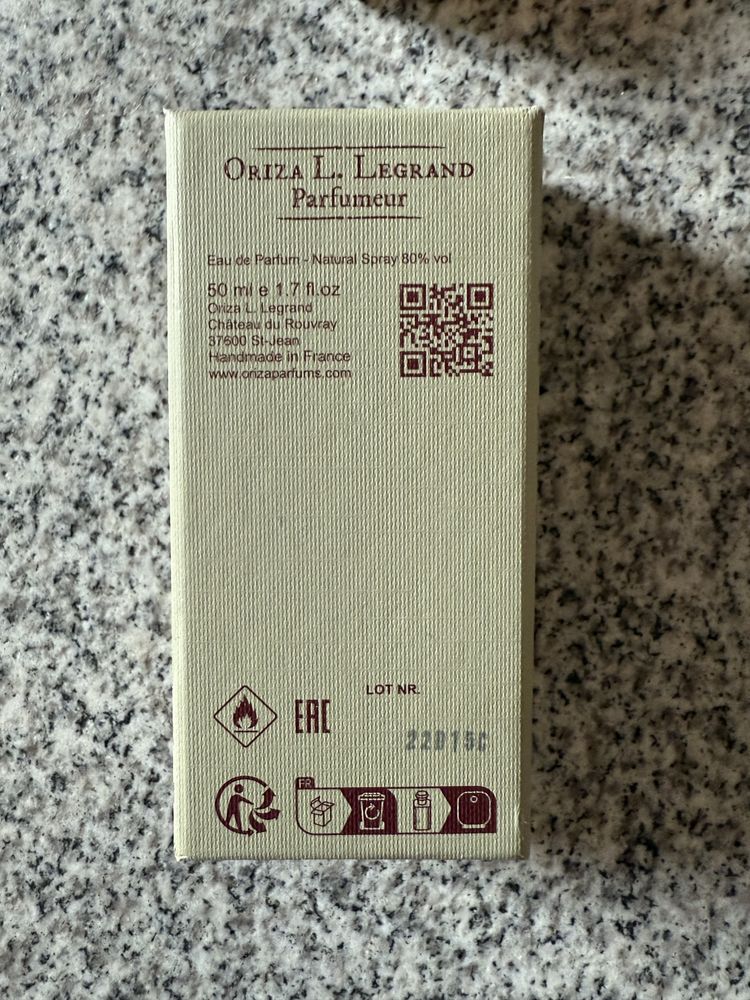 ORIZA L. LEGRAND
Parfumeur
Eau de Parfum - Natural Spray 80% vol
50 ml e 1.7 fl.oz
Oriza L. Legrand
Château du Rouvray
37600 St-Jean
Handmade in France
www.orizaparfums.com
LOT NR.
EAC
22D15C
FR